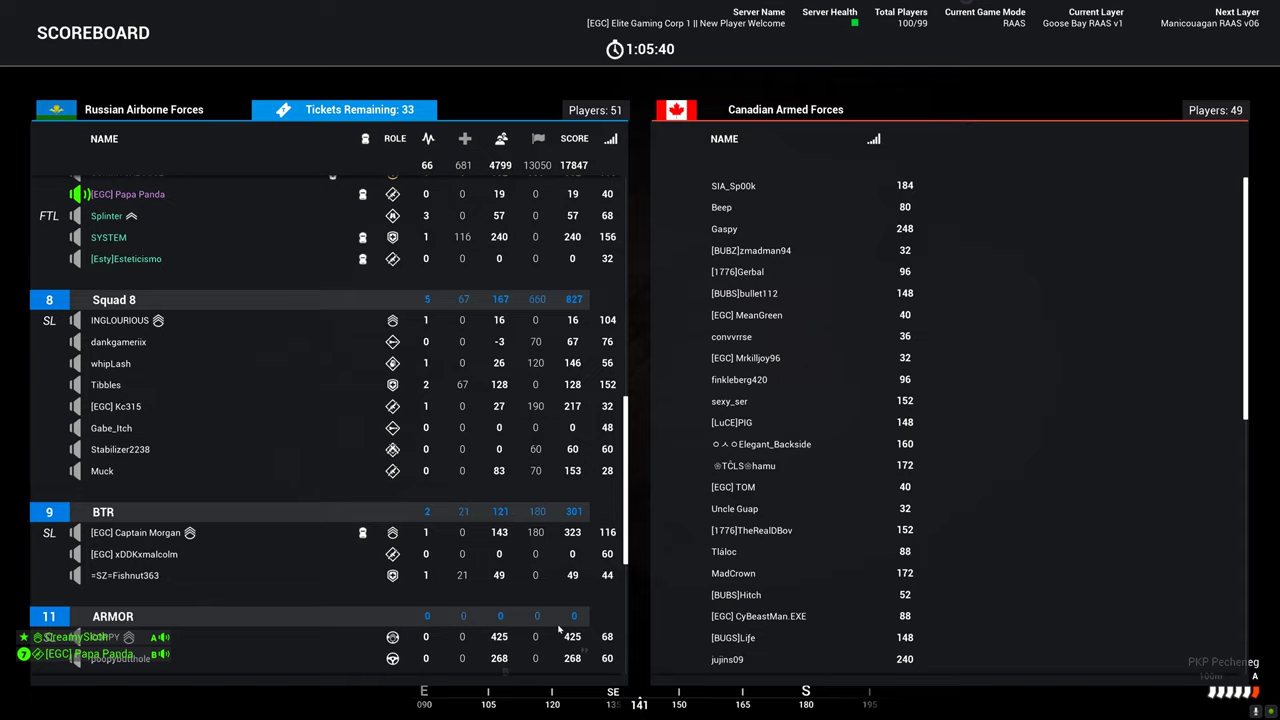 SCOREBOARD
Server Name Server Health Total Players Current Game Mode Current Layer Next Layer
[EGC] Elite Gaming Corp 1 || New Player Welcome 100/99 RAAS Goose Bay RAAS v1 Manicouagan RAAS v06
1:05:40
Russian Airborne Forces Tickets Remaining: 33 Players: 51
NAME ROLE SCORE
66 681 4799 13050 17847
[EGC] Papa Panda 0 0 19 0 19 40
FTL Splinter 3 0 57 0 57 68
SYSTEM 1 116 240 0 240 156
[Esty]Esteticismo 0 0 0 0 0 32
8 Squad 8 5 67 167 660 827
SL INGLOURIOUS 1 0 16 0 16 104
dankgameriix 0 0 -3 70 67 76
whipLash 1 0 26 120 146 56
Tibbles 2 67 128 0 128 152
[EGC] Kc315 1 0 27 190 217 32
Gabe_Itch 0 0 0 0 0 48
Stabilizer2238 0 0 0 60 60 60
Muck 0 0 83 70 153 28
9 BTR 2 21 121 180 301
SL [EGC] Captain Morgan 1 0 143 180 323 116
[EGC] xDDKxmalcolm 0 0 0 0 0 60
=SZ=Fishnut363 1 21 49 0 49 44
11 ARMOR 0 0 0 0 0
0 0 425 0 425 68
poopybutthole 0 0 268 0 268 60
A
7 [EGC] Papa Panda B
Canadian Armed Forces Players: 49
NAME
SIA_Sp00k 184
Beep 80
Gaspy 248
[BUBZ]zmadman94 32
[1776]Gerbal 96
[BUBS]bullet112 148
[EGC] MeanGreen 40
convvrrse 36
[EGC] Mrkilljoy96 32
finkleberg420 96
sexy_ser 152
[LuCE]PIG 148
ㅇㅅㅇElegant_Backside 160
TČLS hamu 172
[EGC] TOM 40
Uncle Guap 32
[1776]TheRealDBov 152
Tláloc 88
MadCrown 172
[BUBS]Hitch 52
[EGC] CyBeastMan.EXE 88
[BUGS]Life 148
jujins09 240
PKP Pecheneg
100m A
E SE S
090 105 120 135 141 150 165 180 195